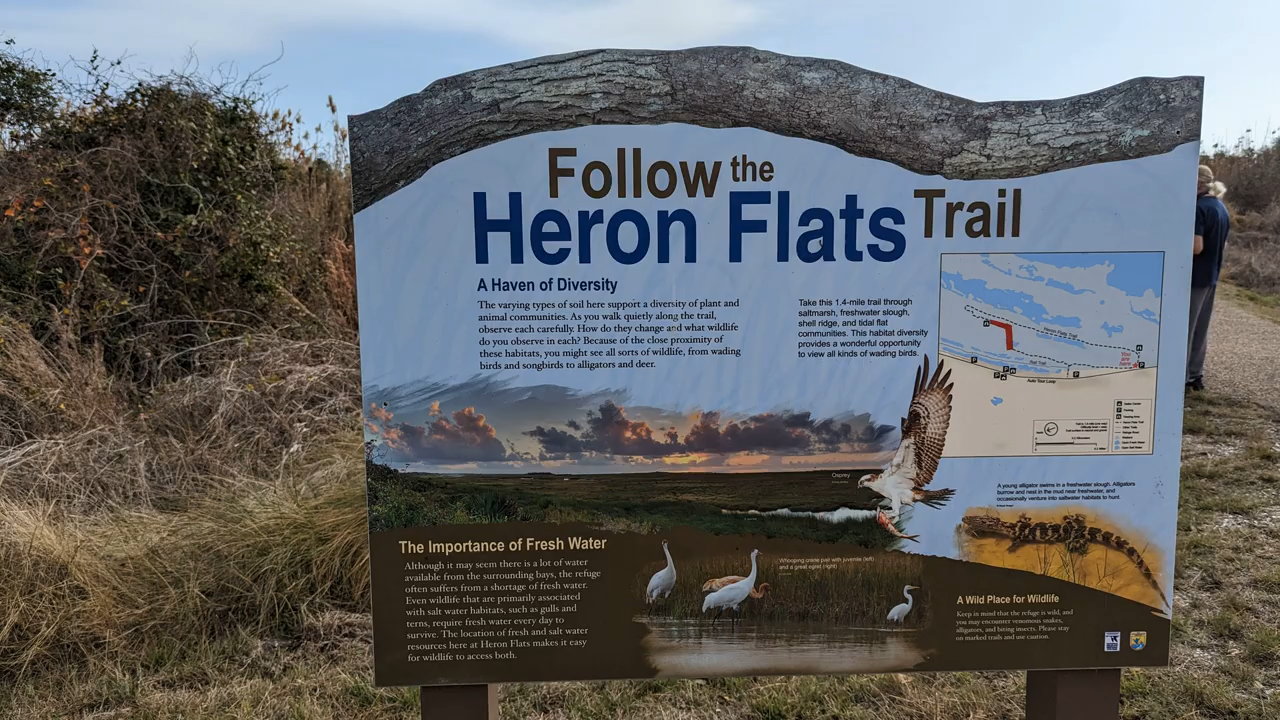 Follow the
Heron Flats Trail
A Haven of Diversity
The varying types of soil here support a diversity of plant and
animal communities. As you walk quietly along the trail,
observe each carefully. How do they change and what wildlife
do you observe in each? Because of the close proximity of
these habitats, you might see all sorts of wildlife, from wading
birds and songbirds to alligators and deer.
Take this 1.4-mile trail through
saltmarsh, freshwater slough,
shell ridge, and tidal flat
communities. This habitat diversity
provides a wonderful opportunity
to view all kinds of wading birds.
Heron Flats Trail
You
are
here
Auto Tour Loop
Osprey
A young alligator swims in a freshwater slough. Alligators
burrow and nest in the mud near freshwater, and
occasionally venture into saltwater habitats to hunt.
The Importance of Fresh Water
Although it may seem there is a lot of water
available from the surrounding bays, the refuge
often suffers from a shortage of fresh water.
Even wildlife that are primarily associated
with salt water habitats, such as gulls and
terns, require fresh water every day to
survive. The location of fresh and salt water
resources here at Heron Flats makes it easy
for wildlife to access both.
Whooping crane pair with juvenile (left)
and a great egret (right)
A Wild Place for Wildlife
Keep in mind that the refuge is wild, and
you may encounter venomous snakes,
alligators, and biting insects. Please stay
on marked trails and use caution.